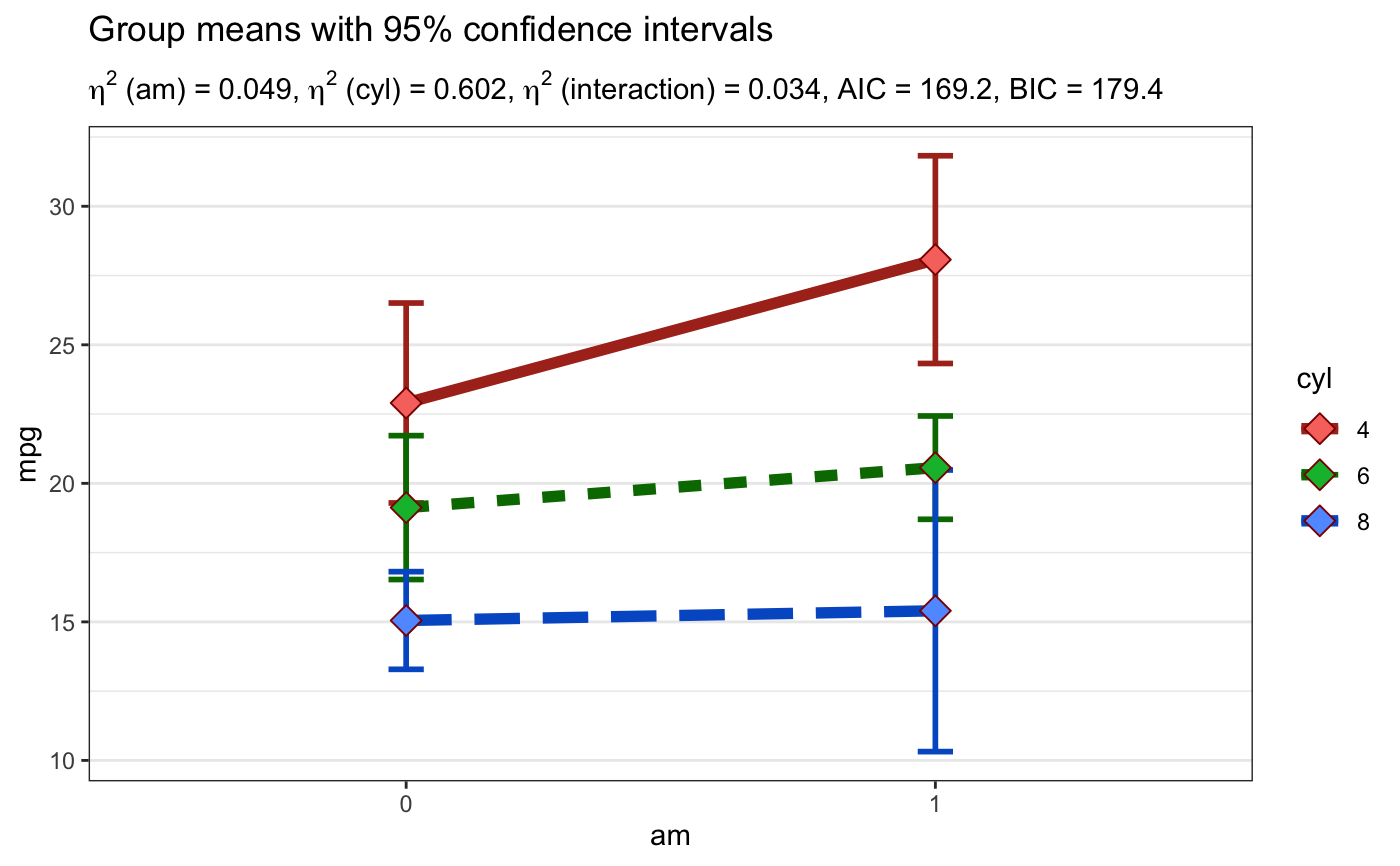 Group means with 95% confidence intervals
η² (am) = 0.049, η² (cyl) = 0.602, η² (interaction) = 0.034, AIC = 169.2, BIC = 179.4
mpg
30
25
20
15
10
0
1
am
cyl
4
6
8